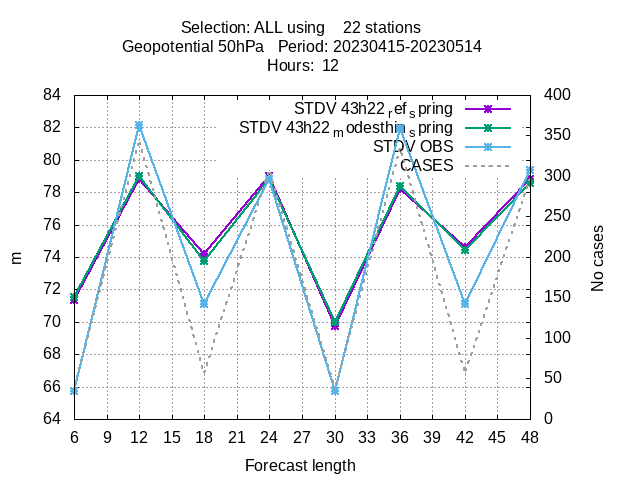 Selection: ALL using    22 stations
Geopotential 50hPa   Period: 20230415-20230514
Hours:  12
84
82
80
78
76
74
72
70
68
66
64
400
350
300
250
200
150
100
50
0
STDV 43h22_ref_spring
STDV 43h22_modesthigs_spring
STDV OBS
CASES
m
No cases
6 9 12 15 18 21 24 27 30 33 36 39 42 45 48
Forecast length